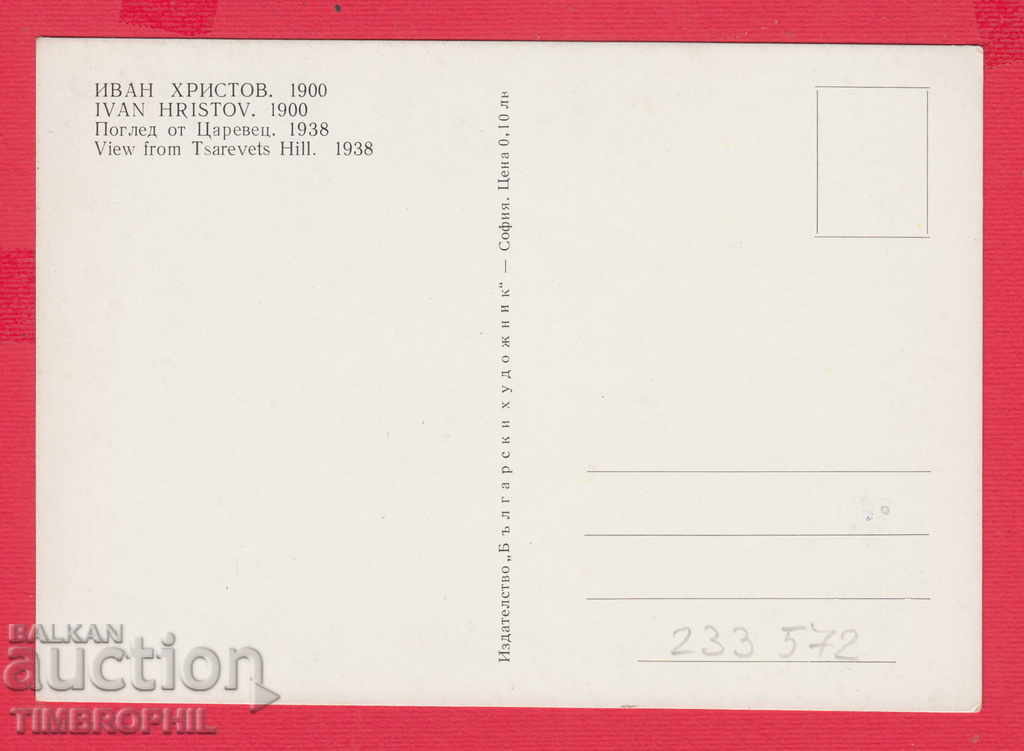 ИВАН ХРИСТОВ. 1900
IVAN HRISTOV. 1900
Поглед от Царевец. 1938
View from Tsarevets Hill. 1938
Издателство „Български художник“ — София. Цена 0,10 лв
233 572
BALKAN
auction
TIMBROPHIL